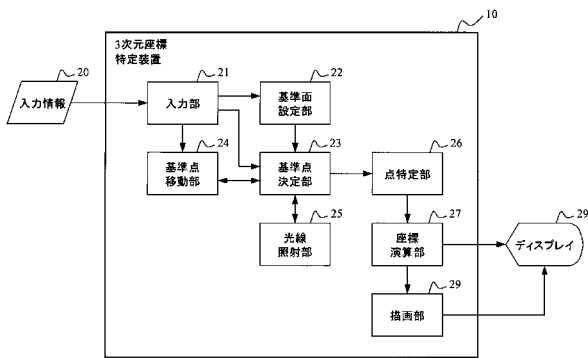 10
3次元座標
特定装置
20
入力情報
21
入力部
22
基準面
設定部
24
基準点
移動部
23
基準点
決定部
26
点特定部
25
光線
照射部
27
座標
演算部
29
ディスプレイ
29
描画部